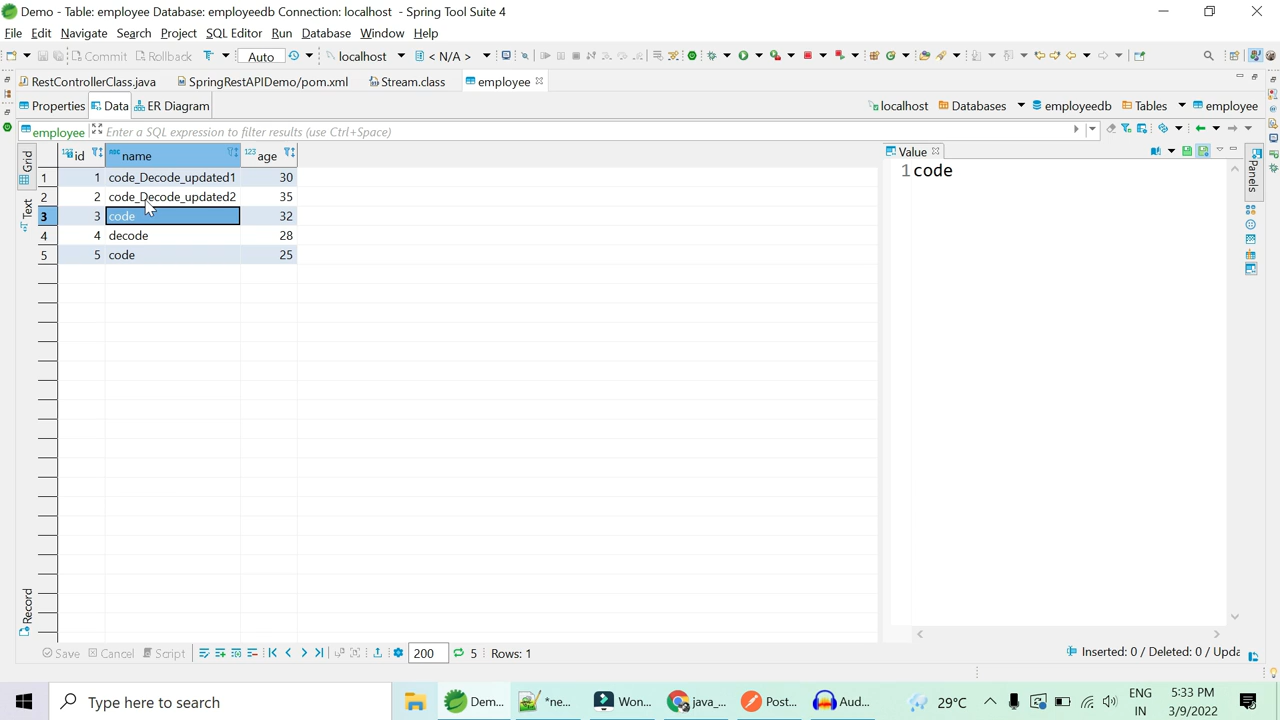 Demo - Table: employee Database: employeedb Connection: localhost - Spring Tool Suite 4
File Edit Navigate Search Project SQL Editor Run Database Window Help
Commit Rollback Auto localhost < N/A >
RestControllerClass.java SpringRestAPIDemo/pom.xml Stream.class employee
Properties Data ER Diagram localhost Databases employeedb Tables employee
employee Enter a SQL expression to filter results (use Ctrl+Space)
Grid
Text
Record
id name age
1 1 code_Decode_updated1 30
2 2 code_Decode_updated2 35
3 3 code 32
4 4 decode 28
5 5 code 25
Value
1 code
Panels
Save Cancel Script 200 5 Rows: 1 Inserted: 0 / Deleted: 0 / Upda
Type here to search Dem... *ne... Won... java_... Post... Aud... 29°C ENG 5:33 PM
IN 3/9/2022